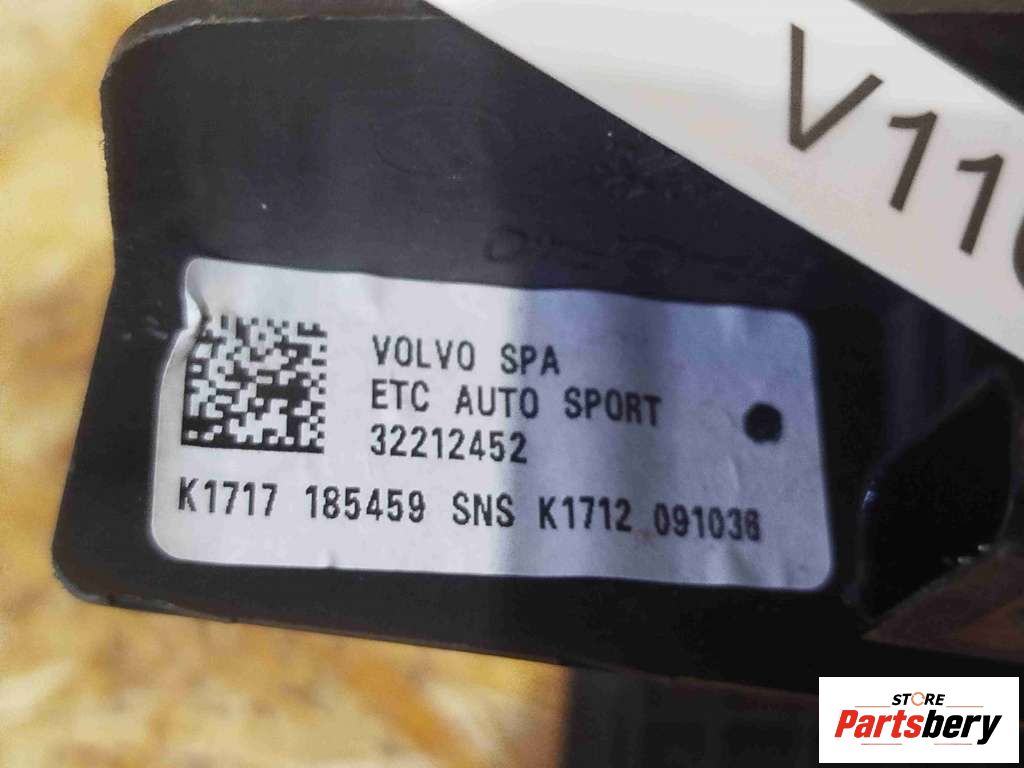 V11
VOLVO SPA
ETC AUTO SPORT
32212452
K1717 185459 SNS K1712 091036
STORE
Partsbery